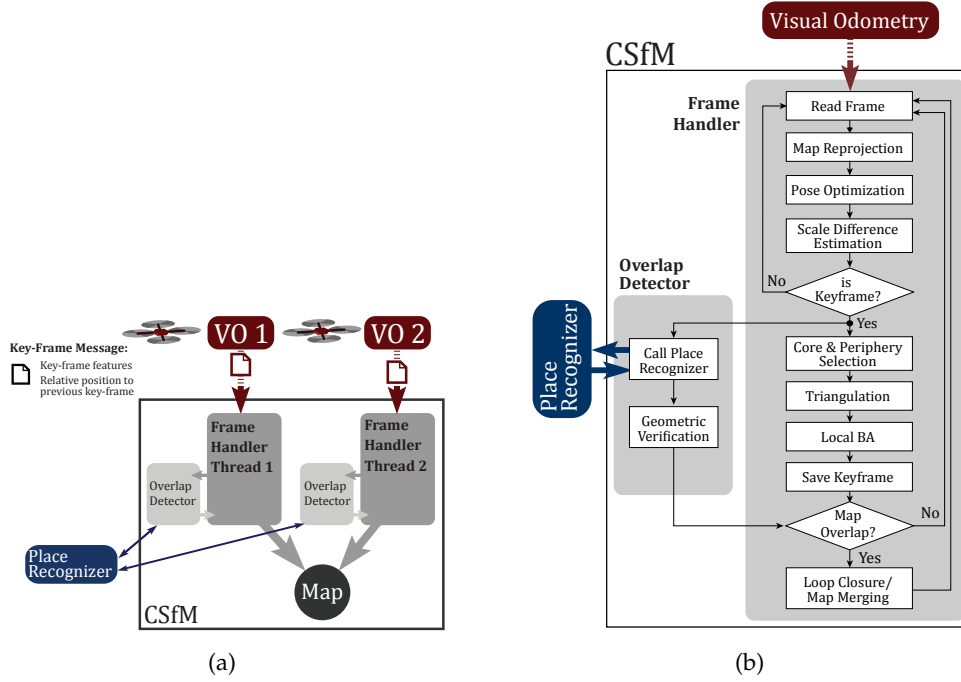 VO 1
VO 2
Key-Frame Message:
Key-frame features
Relative position to
previous key-frame
Frame
Handler
Thread 1
Frame
Handler
Thread 2
Overlap
Detector
Overlap
Detector
Place
Recognizer
Map
CSfM
(a)
Visual Odometry
CSfM
Frame
Handler
Read Frame
Map Reprojection
Pose Optimization
Scale Difference
Estimation
is
Keyframe?
No
Yes
Overlap
Detector
Place
Recognizer
Call Place
Recognizer
Geometric
Verification
Core & Periphery
Selection
Triangulation
Local BA
Save Keyframe
Map
Overlap?
No
Yes
Loop Closure/
Map Merging
(b)